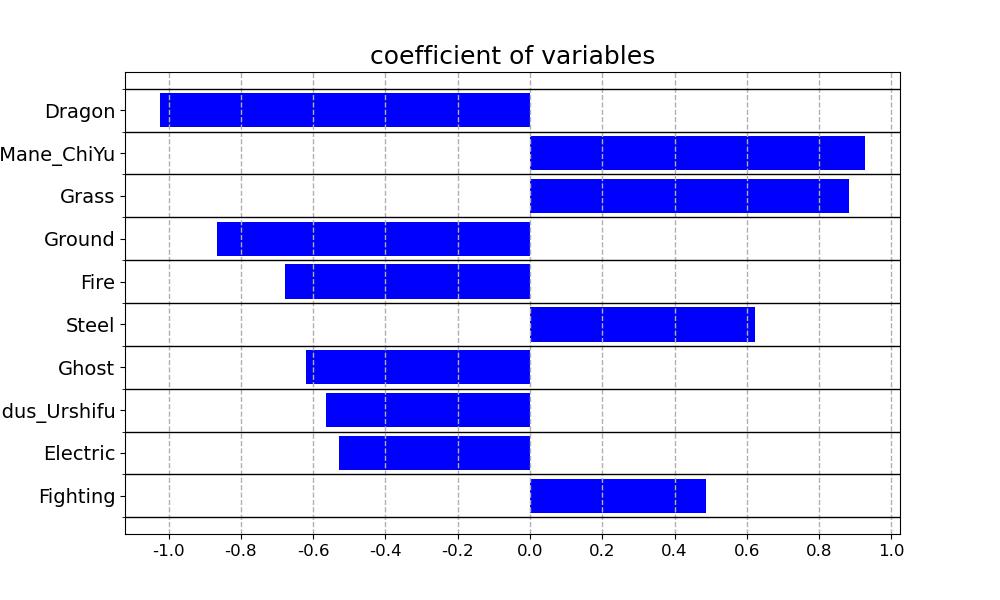 coefficient of variables
Dragon
Mane_ChiYu
Grass
Ground
Fire
Steel
Ghost
dus_Urshifu
Electric
Fighting
-1.0 -0.8 -0.6 -0.4 -0.2 0.0 0.2 0.4 0.6 0.8 1.0